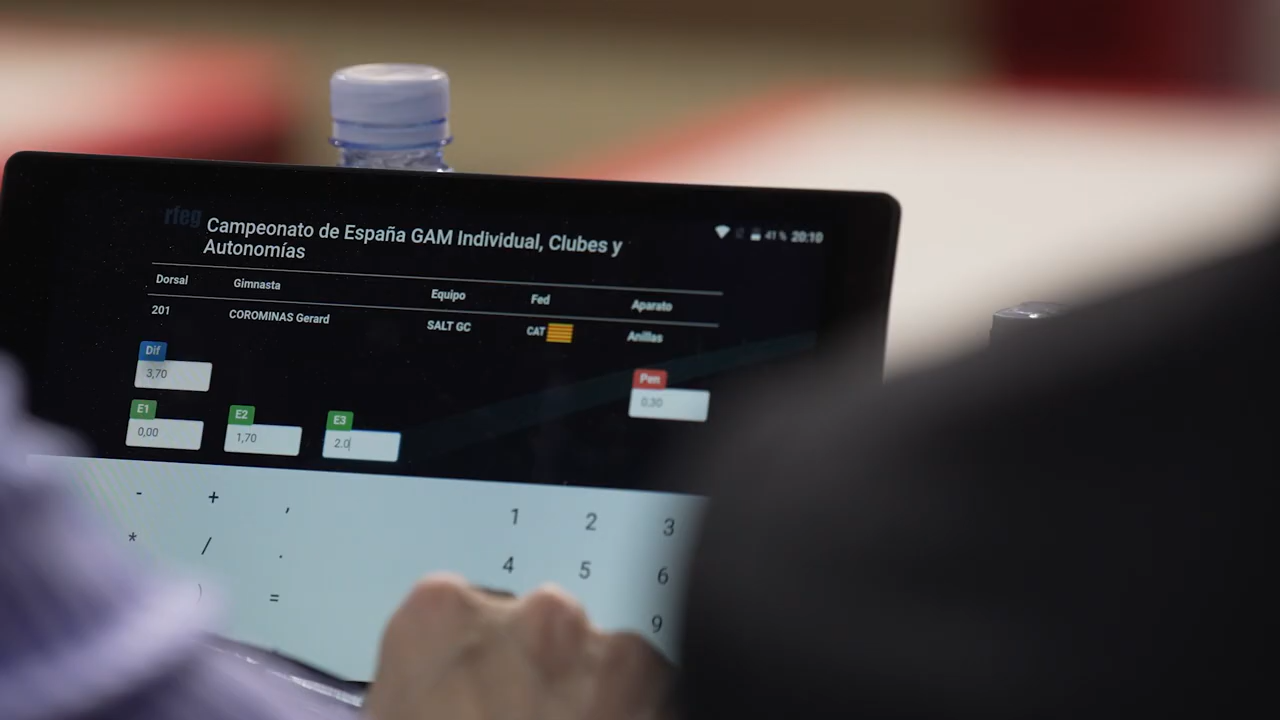 rfeg
Campeonato de España GAM Individual, Clubes y
Autonomías
41% 20:10
Dorsal Gimnasta Equipo Fed Aparato
201 COROMINAS Gerard SALT GC CAT Anillas
Dif
3,70
Pen
0,30
E1 E2 E3
0,00 1,70 2.0
- + , 1 2 3
* / . 4 5 6
) = 9